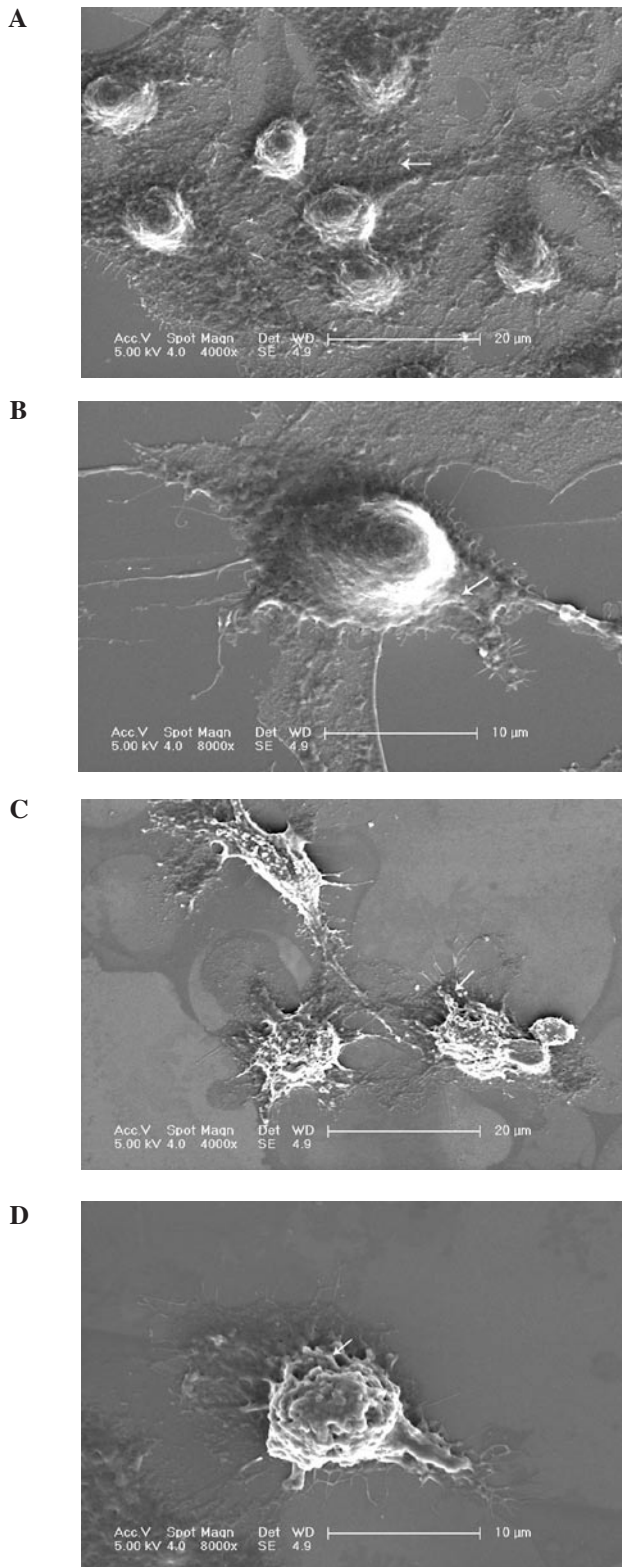 A
Acc.V Spot Magn Det WD 20 µm
5.00 kV 4.0 4000x SE 4.9
B
Acc.V Spot Magn Det WD 10 µm
5.00 kV 4.0 8000x SE 4.9
C
Acc.V Spot Magn Det WD 20 µm
5.00 kV 4.0 4000x SE 4.9
D
Acc.V Spot Magn Det WD 10 µm
5.00 kV 4.0 8000x SE 4.9